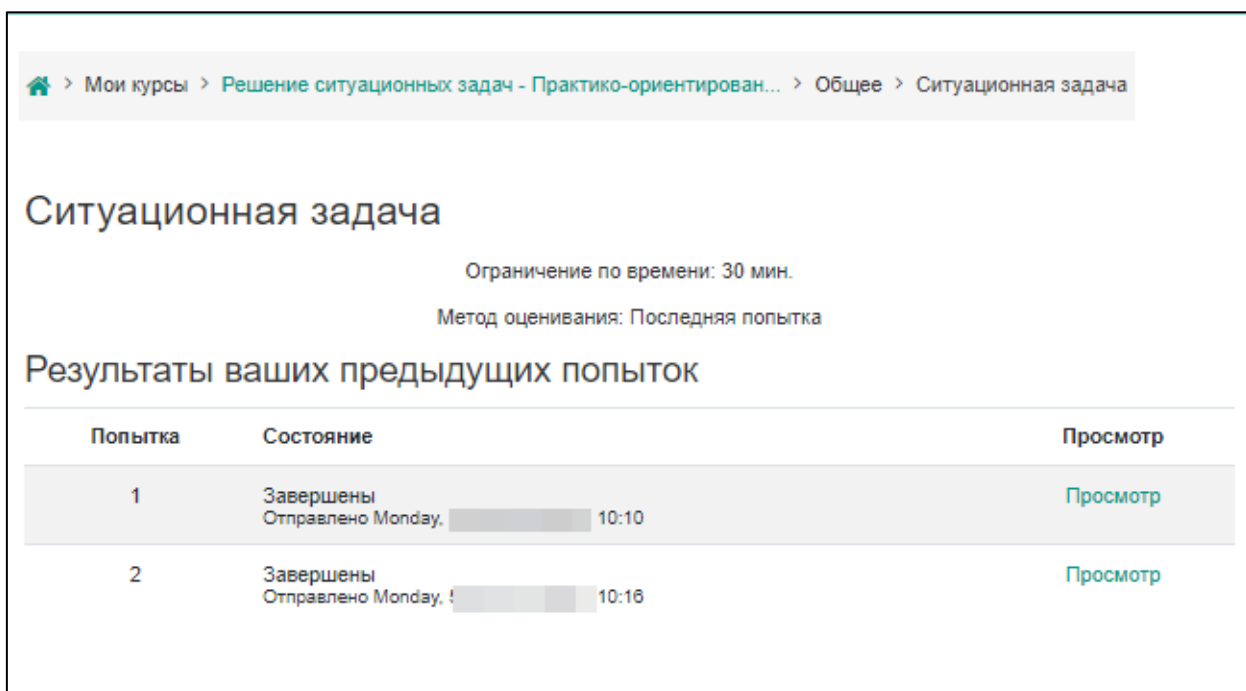 > Мои курсы > Решение ситуационных задач - Практико-ориентирован... > Общее > Ситуационная задача
Ситуационная задача
Ограничение по времени: 30 мин.
Метод оценивания: Последняя попытка
Результаты ваших предыдущих попыток
Попытка Состояние Просмотр
1 Завершены Просмотр
Отправлено Monday, 10:10
2 Завершены Просмотр
Отправлено Monday, 10:16